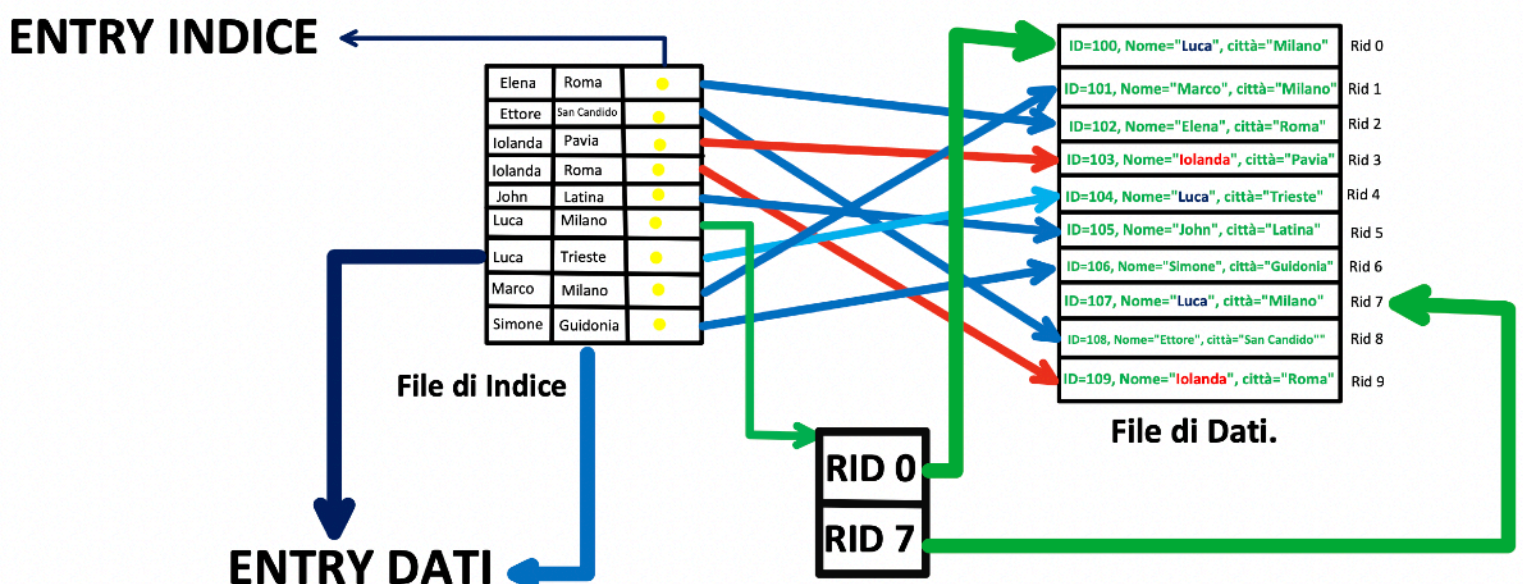 ENTRY INDICE
Elena Roma
Ettore San Candido
Iolanda Pavia
Iolanda Roma
John Latina
Luca Milano
Luca Trieste
Marco Milano
Simone Guidonia
File di Indice
ENTRY DATI
ID=100, Nome="Luca", città="Milano" Rid 0
ID=101, Nome="Marco", città="Milano" Rid 1
ID=102, Nome="Elena", città="Roma" Rid 2
ID=103, Nome="Iolanda", città="Pavia" Rid 3
ID=104, Nome="Luca", città="Trieste" Rid 4
ID=105, Nome="John", città="Latina" Rid 5
ID=106, Nome="Simone", città="Guidonia" Rid 6
ID=107, Nome="Luca", città="Milano" Rid 7
ID=108, Nome="Ettore", città="San Candido"" Rid 8
ID=109, Nome="Iolanda", città="Roma" Rid 9
File di Dati.
RID 0
RID 7